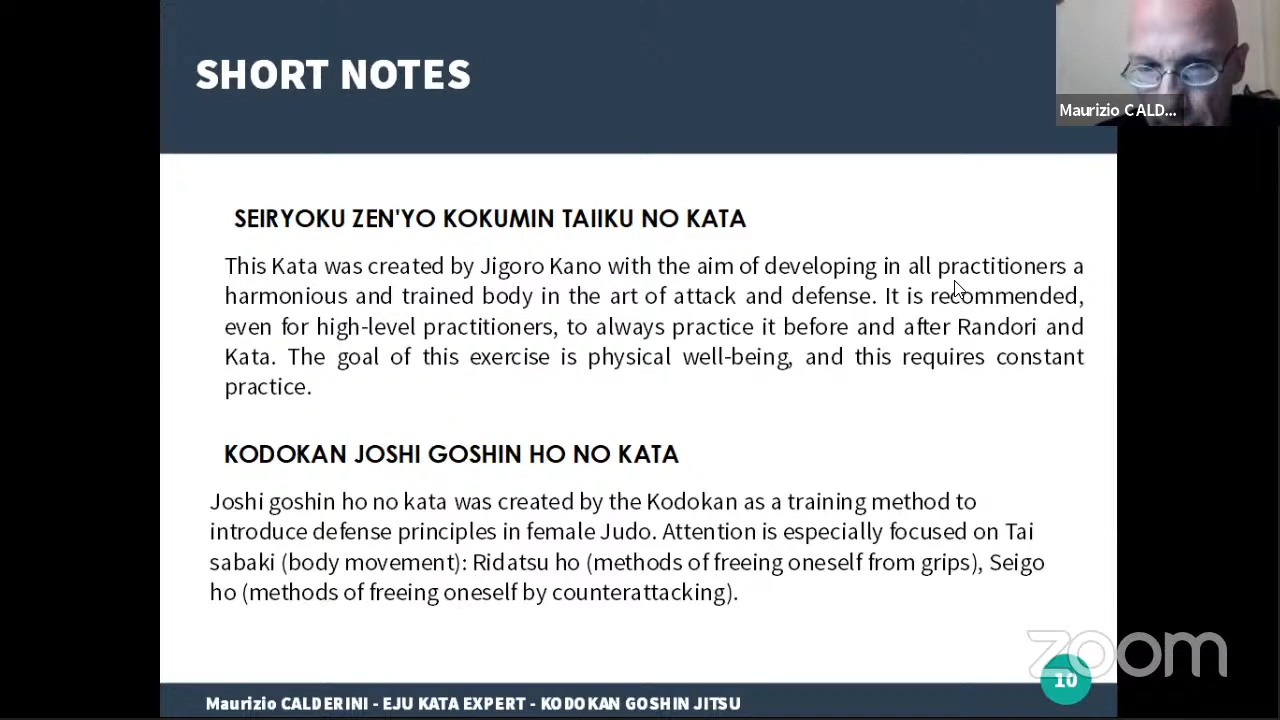 SHORT NOTES
Maurizio CALD...
SEIRYOKU ZEN'YO KOKUMIN TAIIKU NO KATA
This Kata was created by Jigoro Kano with the aim of developing in all practitioners a
harmonious and trained body in the art of attack and defense. It is recommended,
even for high-level practitioners, to always practice it before and after Randori and
Kata. The goal of this exercise is physical well-being, and this requires constant
practice.
KODOKAN JOSHI GOSHIN HO NO KATA
Joshi goshin ho no kata was created by the Kodokan as a training method to
introduce defense principles in female Judo. Attention is especially focused on Tai
sabaki (body movement): Ridatsu ho (methods of freeing oneself from grips), Seigo
ho (methods of freeing oneself by counterattacking).
zoom
10
Maurizio CALDERINI - EJU KATA EXPERT - KODOKAN GOSHIN JITSU